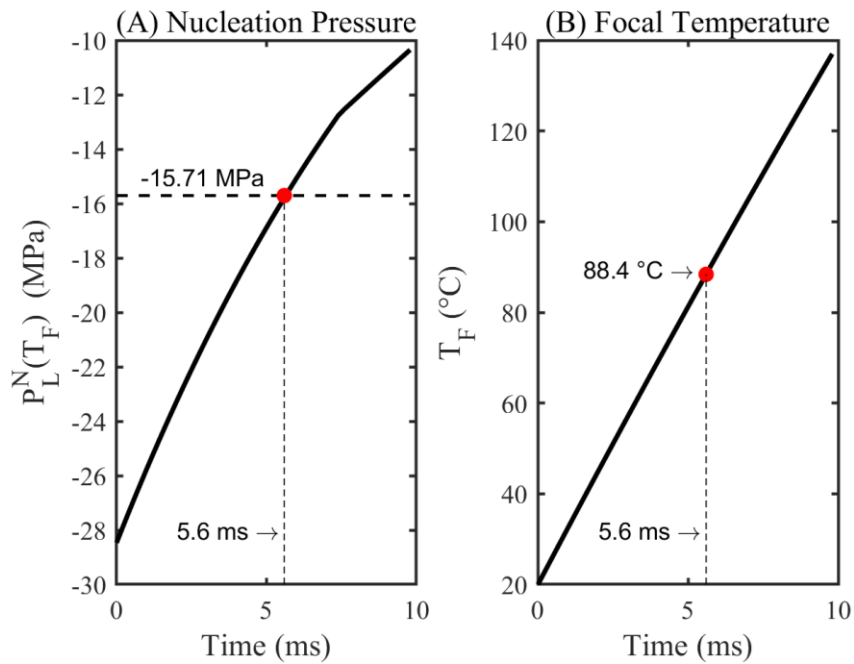 (A) Nucleation Pressure
-10
-12
-14
-16
-18
-20
-22
-24
-26
-28
-30
P_L^N(T_F) (MPa)
-15.71 MPa
5.6 ms →
0
5
10
Time (ms)
(B) Focal Temperature
140
120
100
80
60
40
20
T_F (°C)
88.4 °C →
5.6 ms →
0
5
10
Time (ms)